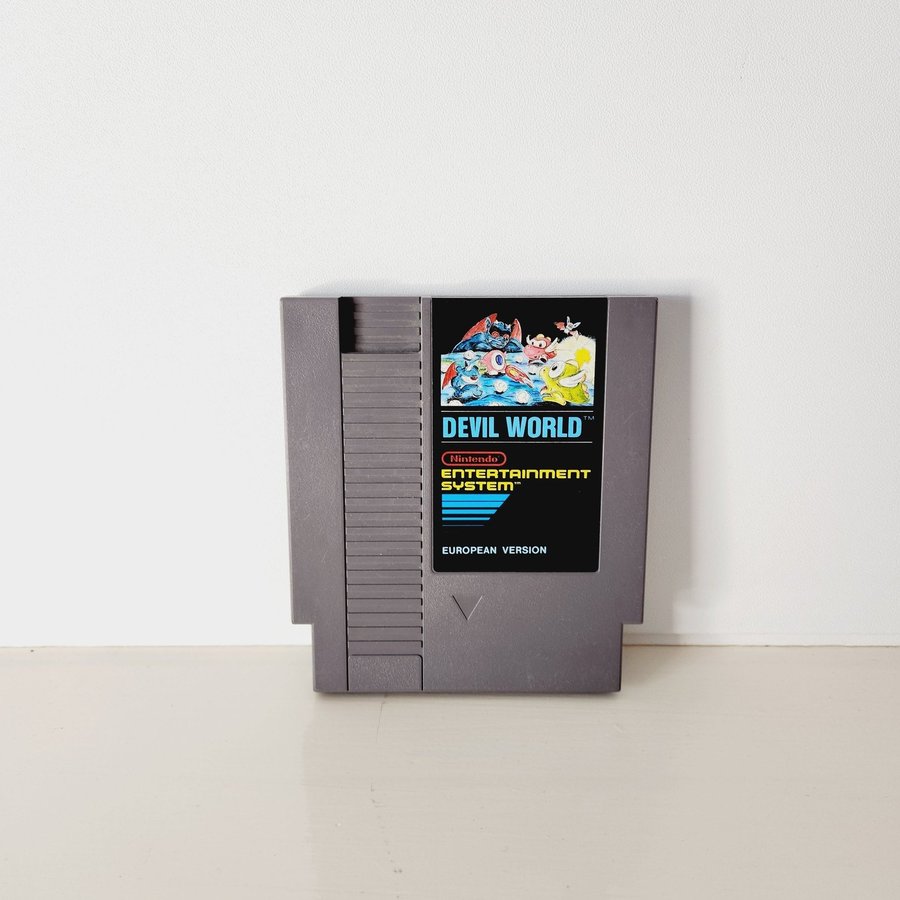 DEVIL WORLD™
Nintendo
ENTERTAINMENT
SYSTEM™
EUROPEAN VERSION